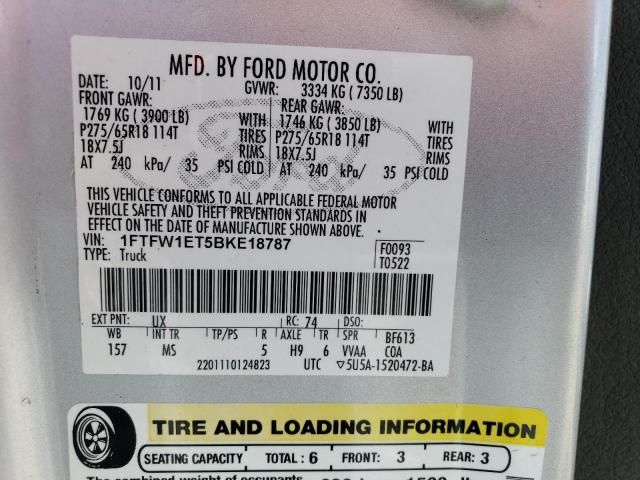 MFD. BY FORD MOTOR CO.
DATE: 10/11 GVWR: 3334 KG ( 7350 LB)
FRONT GAWR: REAR GAWR:
1769 KG ( 3900 LB) WITH 1746 KG ( 3850 LB) WITH
P275/65R18 114T TIRES P275/65R18 114T TIRES
18X7.5J RIMS 18X7.5J RIMS
AT 240 kPa/ 35 PSI COLD AT 240 kPa/ 35 PSI COLD
THIS VEHICLE CONFORMS TO ALL APPLICABLE FEDERAL MOTOR
VEHICLE SAFETY AND THEFT PREVENTION STANDARDS IN
EFFECT ON THE DATE OF MANUFACTURE SHOWN ABOVE.
VIN: 1FTFW1ET5BKE18787 F0093
TYPE: Truck T0522
EXT PNT: UX RC: 74 DSO:
WB INT TR TP/PS R AXLE TR SPR BF613
157 MS 5 H9 6 VVAA COA
2201110124823 UTC ▽5U5A-1520472-BA
TIRE AND LOADING INFORMATION
SEATING CAPACITY TOTAL: 6 FRONT: 3 REAR: 3
The combined weight of occupants